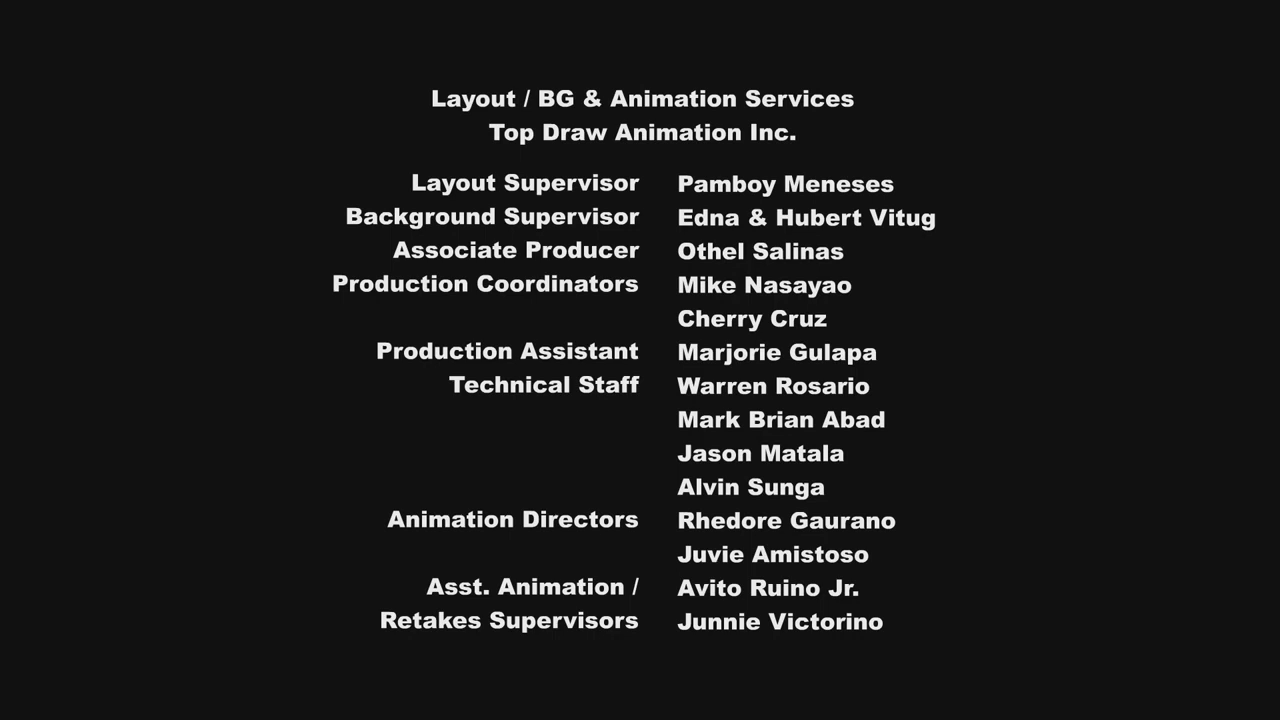 Layout / BG & Animation Services
Top Draw Animation Inc.
Layout Supervisor Pamboy Meneses
Background Supervisor Edna & Hubert Vitug
Associate Producer Othel Salinas
Production Coordinators Mike Nasayao
Cherry Cruz
Production Assistant Marjorie Gulapa
Technical Staff Warren Rosario
Mark Brian Abad
Jason Matala
Alvin Sunga
Animation Directors Rhedore Gaurano
Juvie Amistoso
Asst. Animation / Avito Ruino Jr.
Retakes Supervisors Junnie Victorino